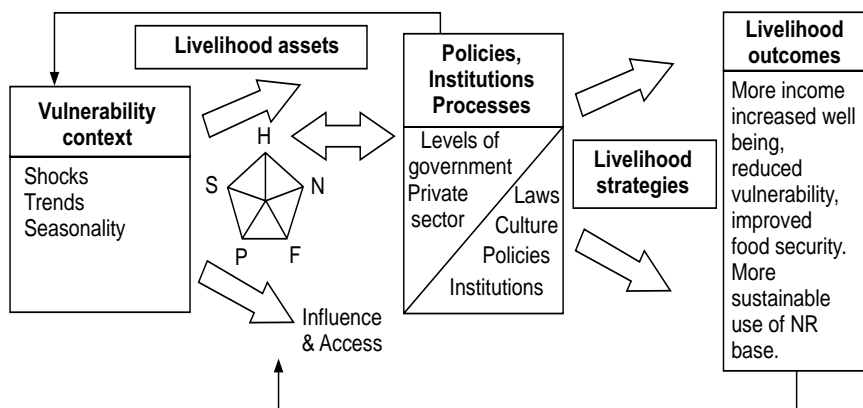 Livelihood assets
Vulnerability
context
Shocks
Trends
Seasonality
H
S
N
P
F
Influence
& Access
Policies,
Institutions
Processes
Levels of
government
Private
sector
Laws
Culture
Policies
Institutions
Livelihood
strategies
Livelihood
outcomes
More income
increased well
being,
reduced
vulnerability,
improved
food security.
More
sustainable
use of NR
base.